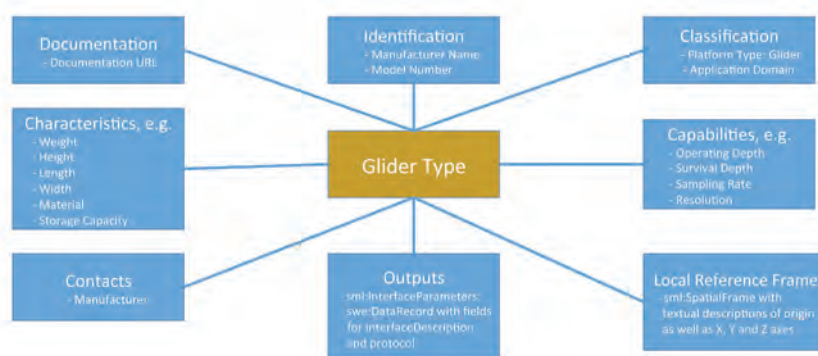 Documentation
- Documentation URL
Identification
- Manufacturer Name
- Model Number
Classification
- Platform Type: Glider
- Application Domain
Characteristics, e.g.
- Weight
- Height
- Length
- Width
- Material
- Storage Capacity
Glider Type
Capabilities, e.g.
- Operating Depth
- Survival Depth
- Sampling Rate
- Resolution
Contacts
- Manufacturer
Outputs
sml:InterfaceParameters:
swe:DataRecord with fields
for interfaceDescription
and protocol
Local Reference Frame
sml:SpatialFrame with
textual descriptions of origin
as well as X, Y and Z axes